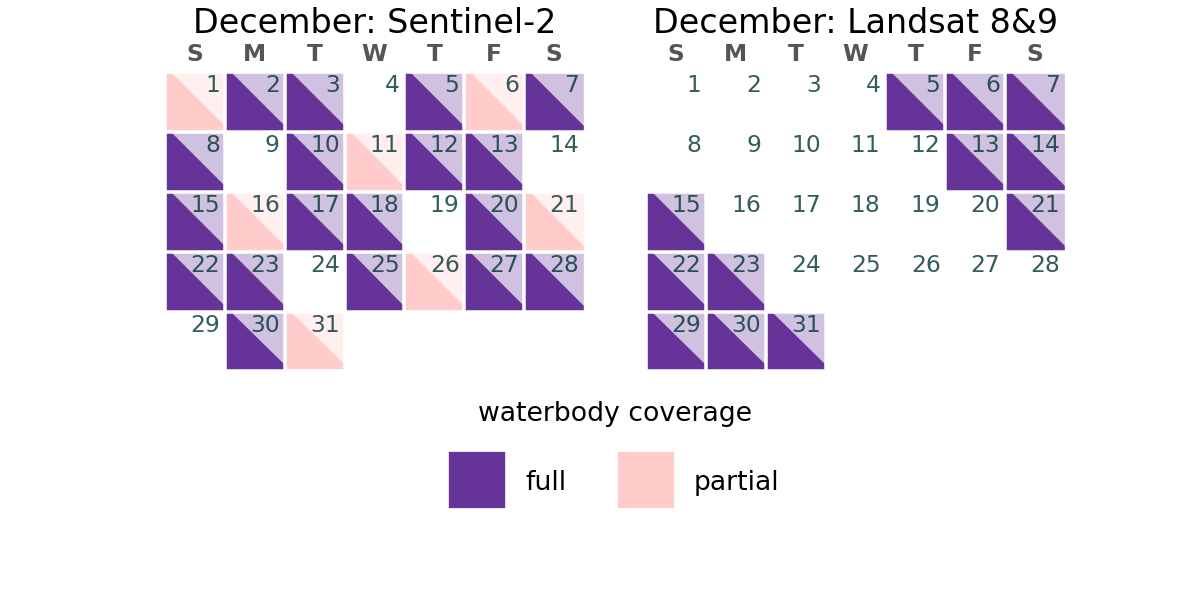 December: Sentinel-2
S M T W T F S
1 2 3 4 5 6 7
8 9 10 11 12 13 14
15 16 17 18 19 20 21
22 23 24 25 26 27 28
29 30 31
December: Landsat 8&9
S M T W T F S
1 2 3 4 5 6 7
8 9 10 11 12 13 14
15 16 17 18 19 20 21
22 23 24 25 26 27 28
29 30 31
waterbody coverage
full partial